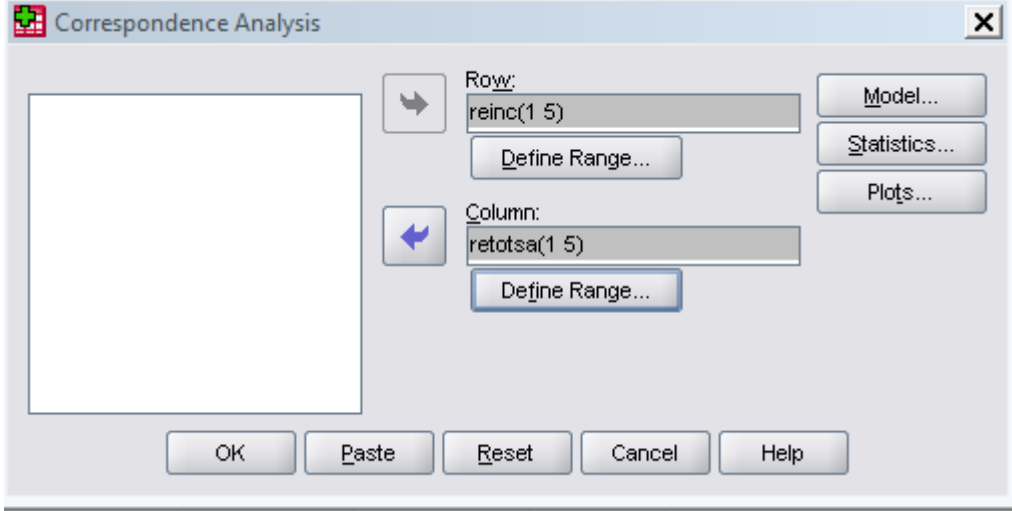 Correspondence Analysis
Row:
reinc(1 5)
Define Range...
Column:
retotsa(1 5)
Define Range...
Model...
Statistics...
Plots...
OK
Paste
Reset
Cancel
Help